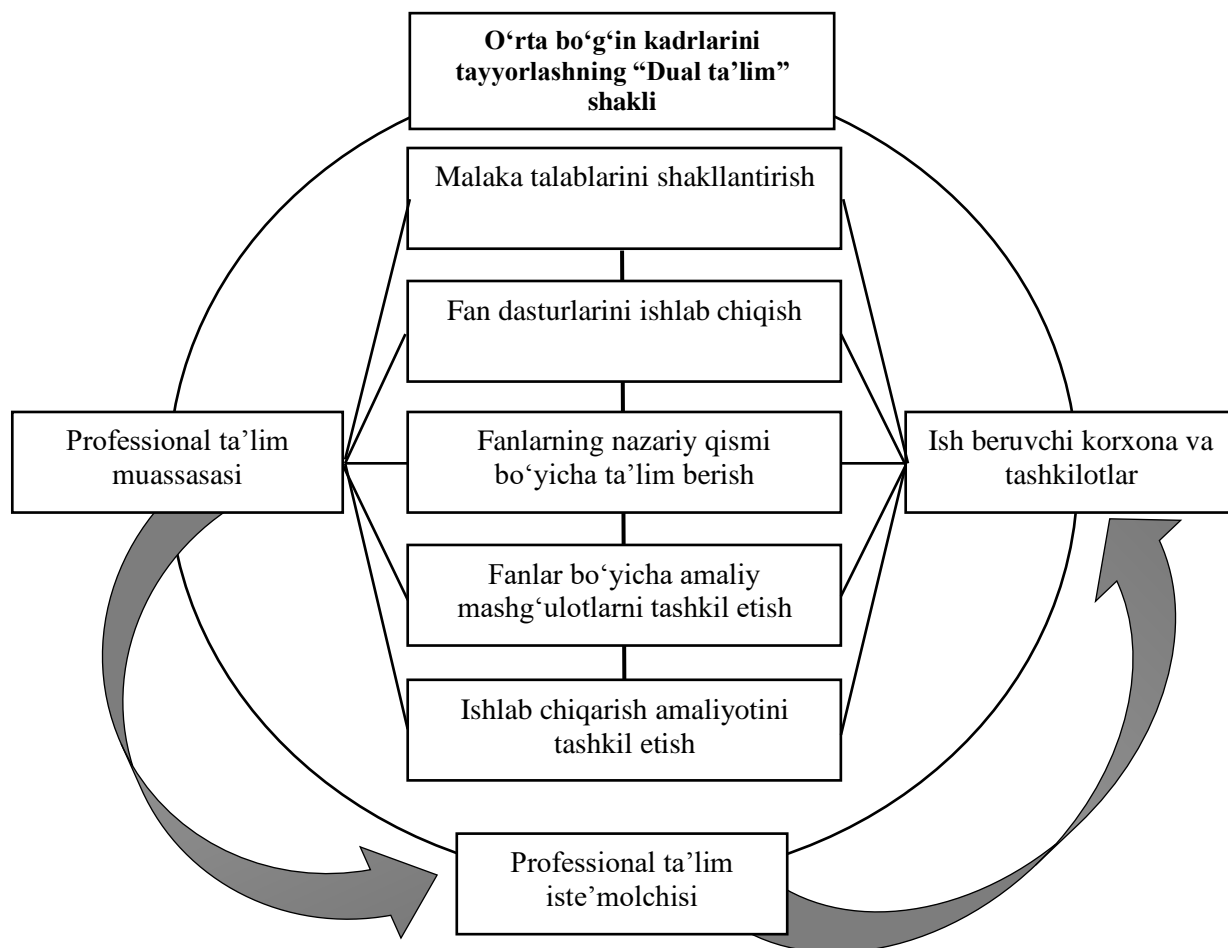 O‘rta bo‘g‘in kadrlarini
tayyorlashning “Dual ta’lim”
shakli
Malaka talablarini shakllantirish
Fan dasturlarini ishlab chiqish
Professional ta’lim
muassasasi
Fanlarning nazariy qismi
bo‘yicha ta’lim berish
Ish beruvchi korxona va
tashkilotlar
Fanlar bo‘yicha amaliy
mashg‘ulotlarni tashkil etish
Ishlab chiqarish amaliyotini
tashkil etish
Professional ta’lim
iste’molchisi